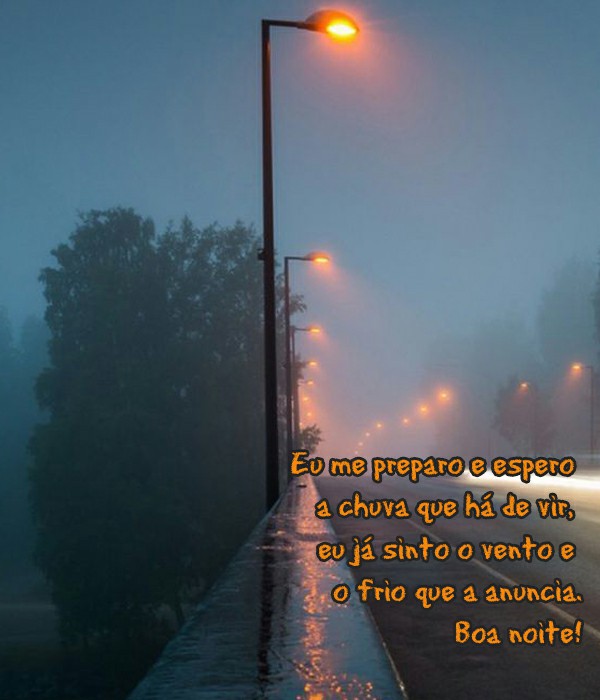 Eu me preparo e espero
a chuva que há de vir,
eu já sinto o vento e
o frio que a anuncia.
Boa noite!